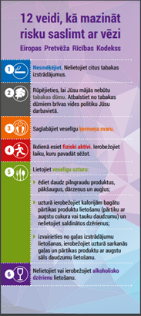 12 veidi, kā mazināt
risku saslimt ar vēzi
Eiropas Pretvēža Rīcības Kodekss
1 Nesmēķējiet. Nelietojiet citus tabakas
izstrādājumus.
2 Rūpējieties, lai Jūsu mājas nebūtu
tabakas dūmu. Atbalstiet no tabakas
dūmiem brīvas vides politiku Jūsu
darbavietā.
3 Saglabājiet veselīgu ķermeņa svaru.
4 Ikdienā esiet fiziski aktīvi. Ierobežojiet
laiku, kuru pavadāt sēžot.
5 Lietojiet veselīgu uzturu:
ēdiet daudz pilngraudu produktus,
pākšaugus, dārzeņus un augļus;
uzturā ierobežojiet kalorijām bagātu
pārtikas produktu lietošanu (pārtiku ar
augstu cukura vai tauku daudzumu) un
nelietojiet saldinātus dzērienus;
izvairieties no gaļas izstrādājumu
lietošanas, ierobežojiet uzturā sarkanās
gaļas un pārtikas produktu ar augstu
sāls daudzumu lietošanu.
6 Nelietojiet vai ierobežojiet alkoholisko
dzērienu lietošanu.